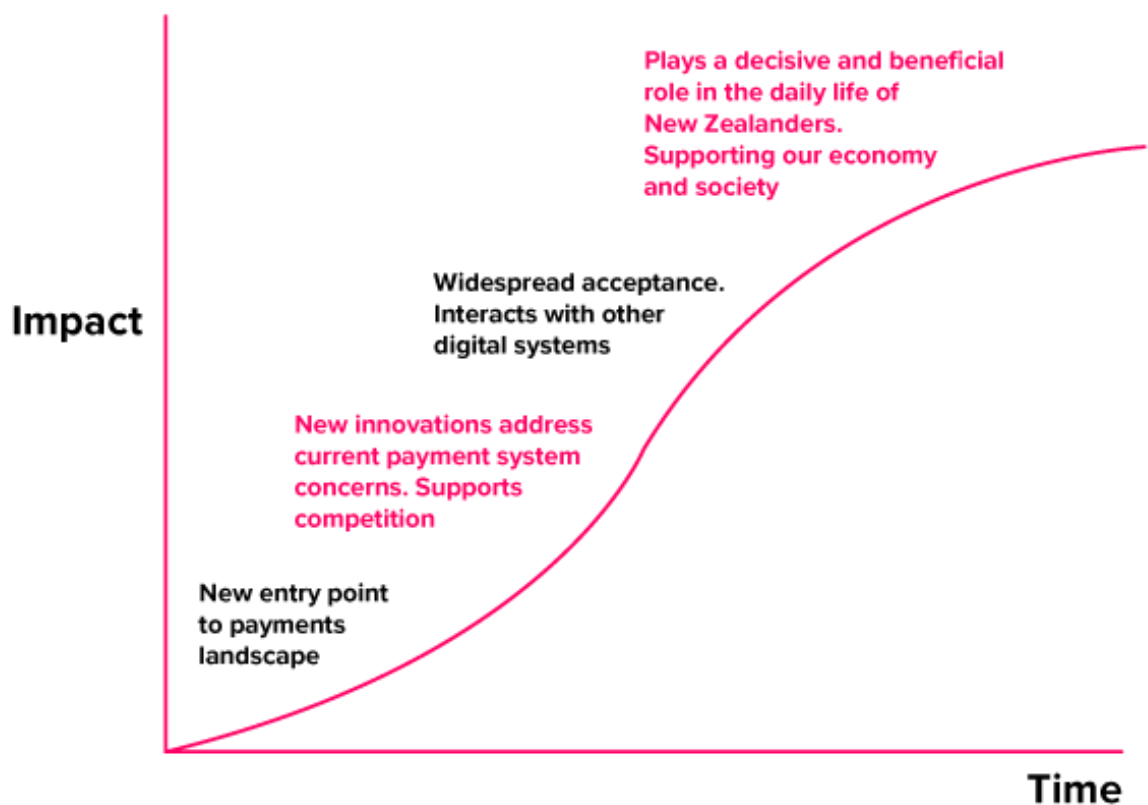 Plays a decisive and beneficial
role in the daily life of
New Zealanders.
Supporting our economy
and society
Widespread acceptance.
Interacts with other
digital systems
Impact
New innovations address
current payment system
concerns. Supports
competition
New entry point
to payments
landscape
Time